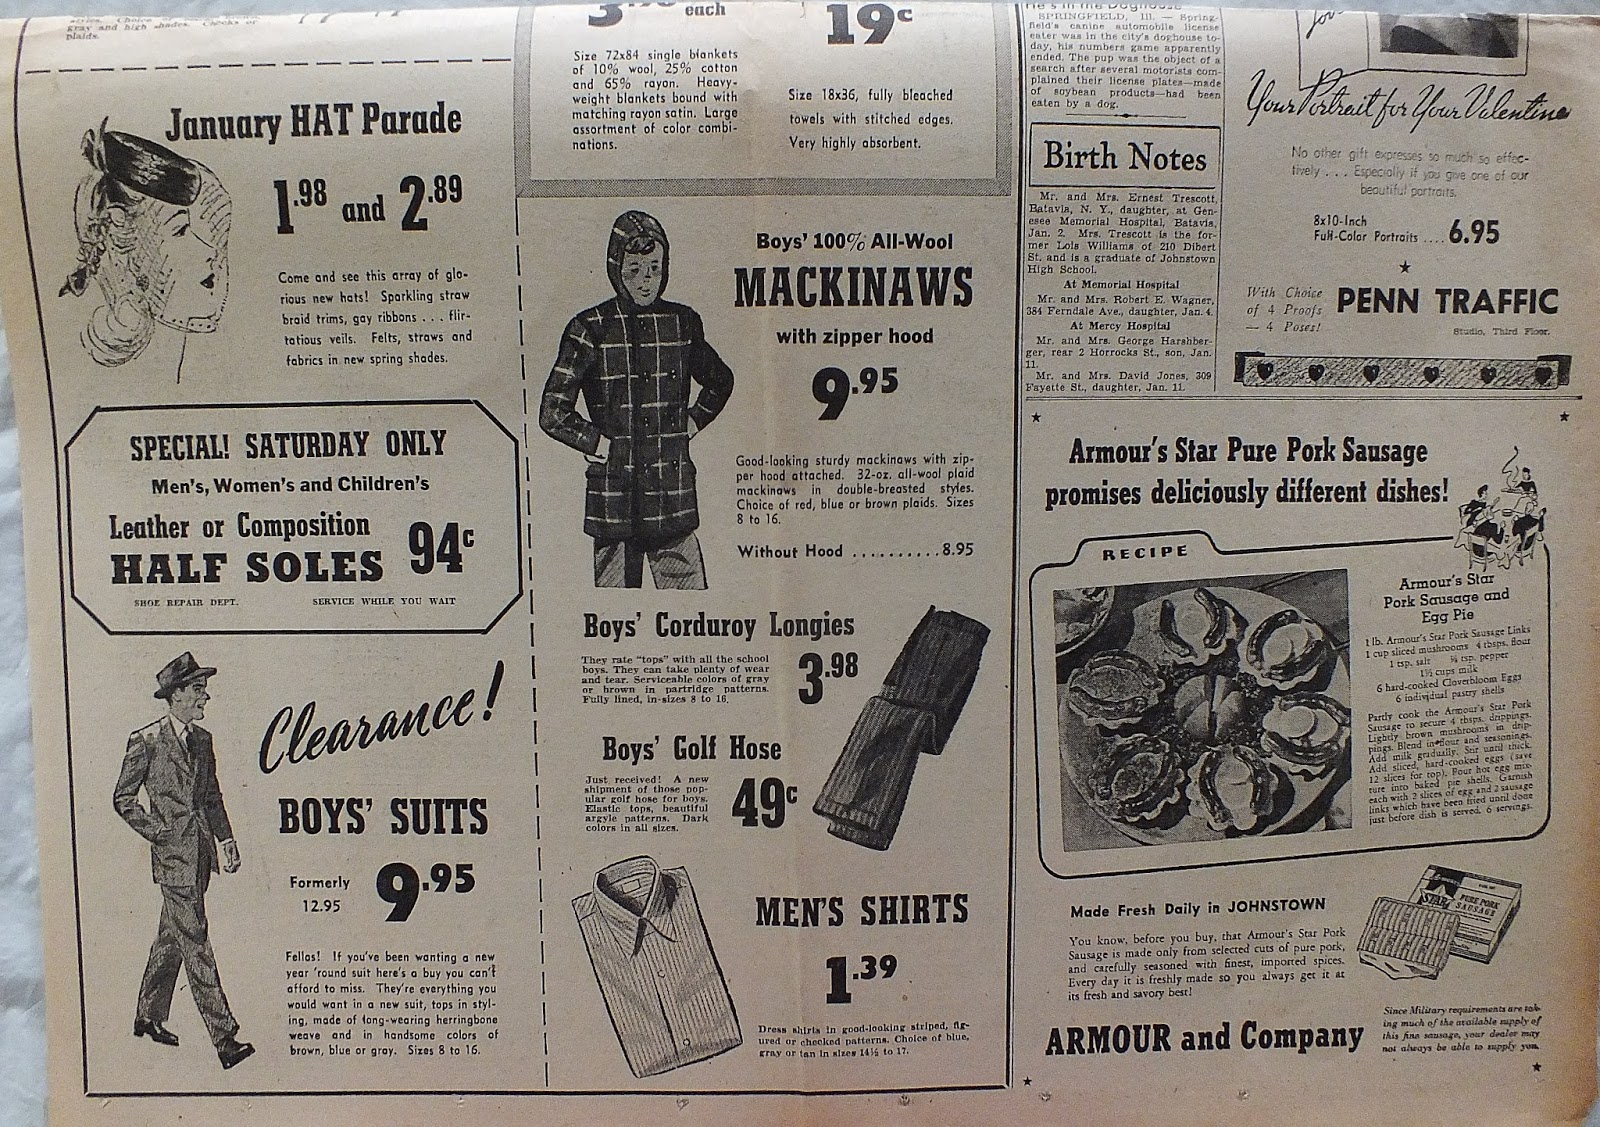 gray and high shades. Checks or
plaids.
January HAT Parade
1.98 and 2.89
Come and see this array of glo-
rious new hats! Sparkling straw
braid trims, gay ribbons . . . flir-
tatious veils. Felts, straws and
fabrics in new spring shades.
SPECIAL! SATURDAY ONLY
Men's, Women's and Children's
Leather or Composition
HALF SOLES 94c
SHOE REPAIR DEPT. SERVICE WHILE YOU WAIT
Clearance!
BOYS' SUITS
Formerly
12.95
9.95
Fellas! If you've been wanting a new
year 'round suit here's a buy you can't
afford to miss. They're everything you
would want in a new suit, tops in styl-
ing, made of long-wearing herringbone
weave and in handsome colors of
brown, blue or gray. Sizes 8 to 16.
each
Size 72x84 single blankets
of 10% wool, 25% cotton
and 65% rayon. Heavy-
weight blankets bound with
matching rayon satin. Large
assortment of color combi-
nations.
19c
Size 18x36, fully bleached
towels with stitched edges.
Very highly absorbent.
Boys' 100% All-Wool
MACKINAWS
with zipper hood
9.95
Good-looking sturdy mackinaws with zip-
per hood attached. 32-oz. all-wool plaid
mackinaws in double-breasted styles.
Choice of red, blue or brown plaids. Sizes
8 to 16.
Without Hood .......... 8.95
Boys' Corduroy Longies
They rate "tops" with all the school
boys. They can take plenty of wear
and tear. Serviceable colors of gray
or brown in partridge patterns.
Fully lined, in sizes 8 to 16.
3.98
Boys' Golf Hose
Just received! A new
shipment of those pop-
ular golf hose for boys.
Elastic tops, beautiful
argyle patterns. Dark
colors in all sizes.
49c
MEN'S SHIRTS
1.39
Dress shirts in good-looking striped, fig-
ured or checked patterns. Choice of blue,
gray or tan in sizes 14½ to 17.
He's in the Doghouse
SPRINGFIELD, Ill. — Spring-
field's canine automobile license
eater was in the city's doghouse to-
day, his numbers game apparently
ended. The pup was the object of a
search after several motorists com-
plained their license plates—made
of soybean products—had been
eaten by a dog.
Birth Notes
Mr. and Mrs. Ernest Trescott,
Batavia, N. Y., daughter, at Gen-
esee Memorial Hospital, Batavia,
Jan. 2. Mrs. Trescott is the for-
mer Lois Williams of 210 Dibert
St. and is a graduate of Johnstown
High School.
At Memorial Hospital
Mr. and Mrs. Robert E. Wagner,
384 Ferndale Ave., daughter, Jan. 4.
At Mercy Hospital
Mr. and Mrs. George Harshber-
ger, rear 2 Horrocks St., son, Jan.
11.
Mr. and Mrs. David Jones, 309
Fayette St., daughter, Jan. 11.
Your Portrait for Your Valentine
No other gift expresses so much so effec-
tively . . . Especially if you give one of our
beautiful portraits.
8x10-Inch
Full-Color Portraits .... 6.95
With Choice
of 4 Proofs
— 4 Poses!
PENN TRAFFIC
Studio, Third Floor.
Armour's Star Pure Pork Sausage
promises deliciously different dishes!
RECIPE
Armour's Star
Pork Sausage and
Egg Pie
1 lb. Armour's Star Pork Sausage Links
1 cup sliced mushrooms 4 tbsps. flour
1 tsp. salt ⅛ tsp. pepper
1½ cups milk
6 hard-cooked Cloverbloom Eggs
6 individual pastry shells
Partly cook the Armour's Star Pork
Sausage to secure 4 tbsps. drippings.
Lightly brown mushrooms in drip-
pings. Blend in flour and seasonings.
Add milk gradually. Stir until thick.
Add sliced, hard-cooked eggs (save
12 slices for top). Pour hot egg mix-
ture into baked pie shells. Garnish
each with 2 slices of egg and 2 sausage
links which have been fried until done
just before dish is served. 6 servings.
Made Fresh Daily in JOHNSTOWN
You know, before you buy, that Armour's Star Pork
Sausage is made only from selected cuts of pure pork,
and carefully seasoned with finest, imported spices.
Every day it is freshly made so you always get it at
its fresh and savory best!
STAR
PURE PORK
SAUSAGE
ARMOUR and Company
Since Military requirements are tak-
ing much of the available supply of
this fine sausage, your dealer may
not always be able to supply you.